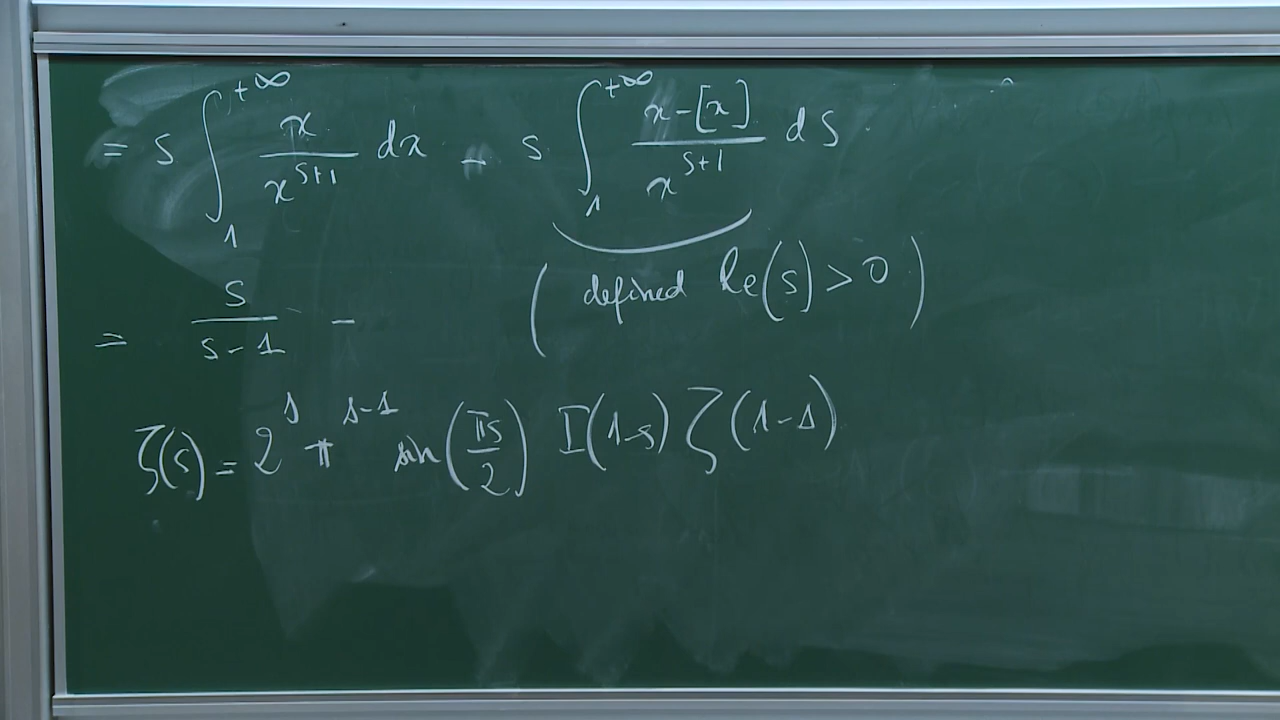 = s ∫_1^{+∞} x/x^{s+1} dx - s ∫_1^{+∞} (x-[x])/x^{s+1} ds
(defined Re(s) > 0)
= s/(s-1) -
ζ(s) = 2^s π^{s-1} sin(πs/2) Γ(1-s) ζ(1-s)